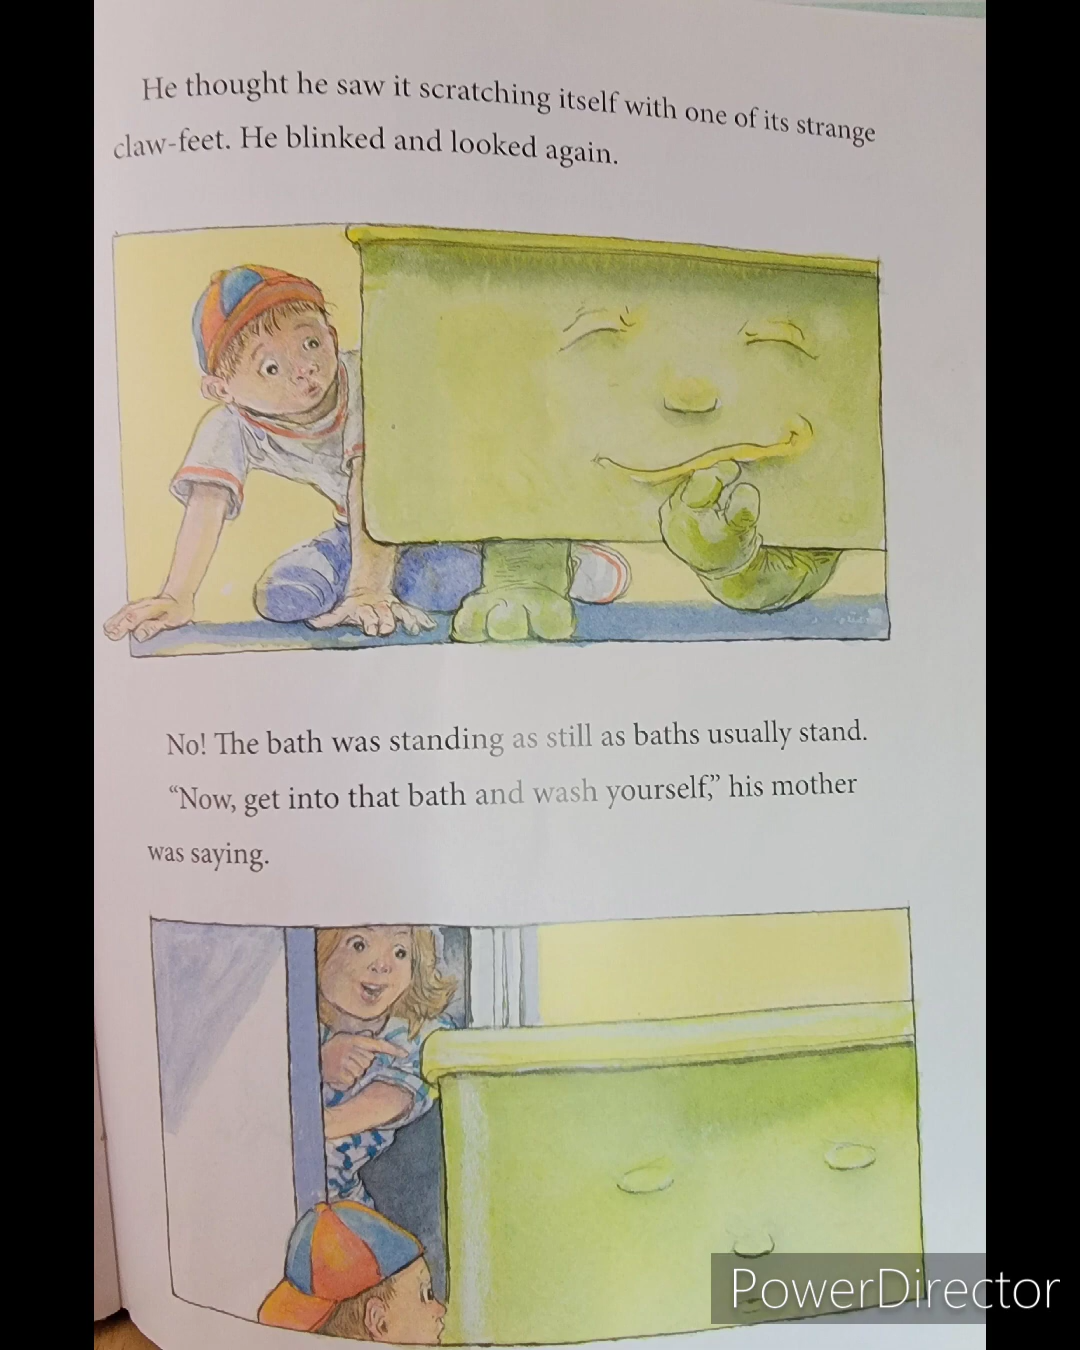 He thought he saw it scratching itself with one of its strange
claw-feet. He blinked and looked again.
No! The bath was standing as still as baths usually stand.
“Now, get into that bath and wash yourself,” his mother
was saying.
PowerDirector